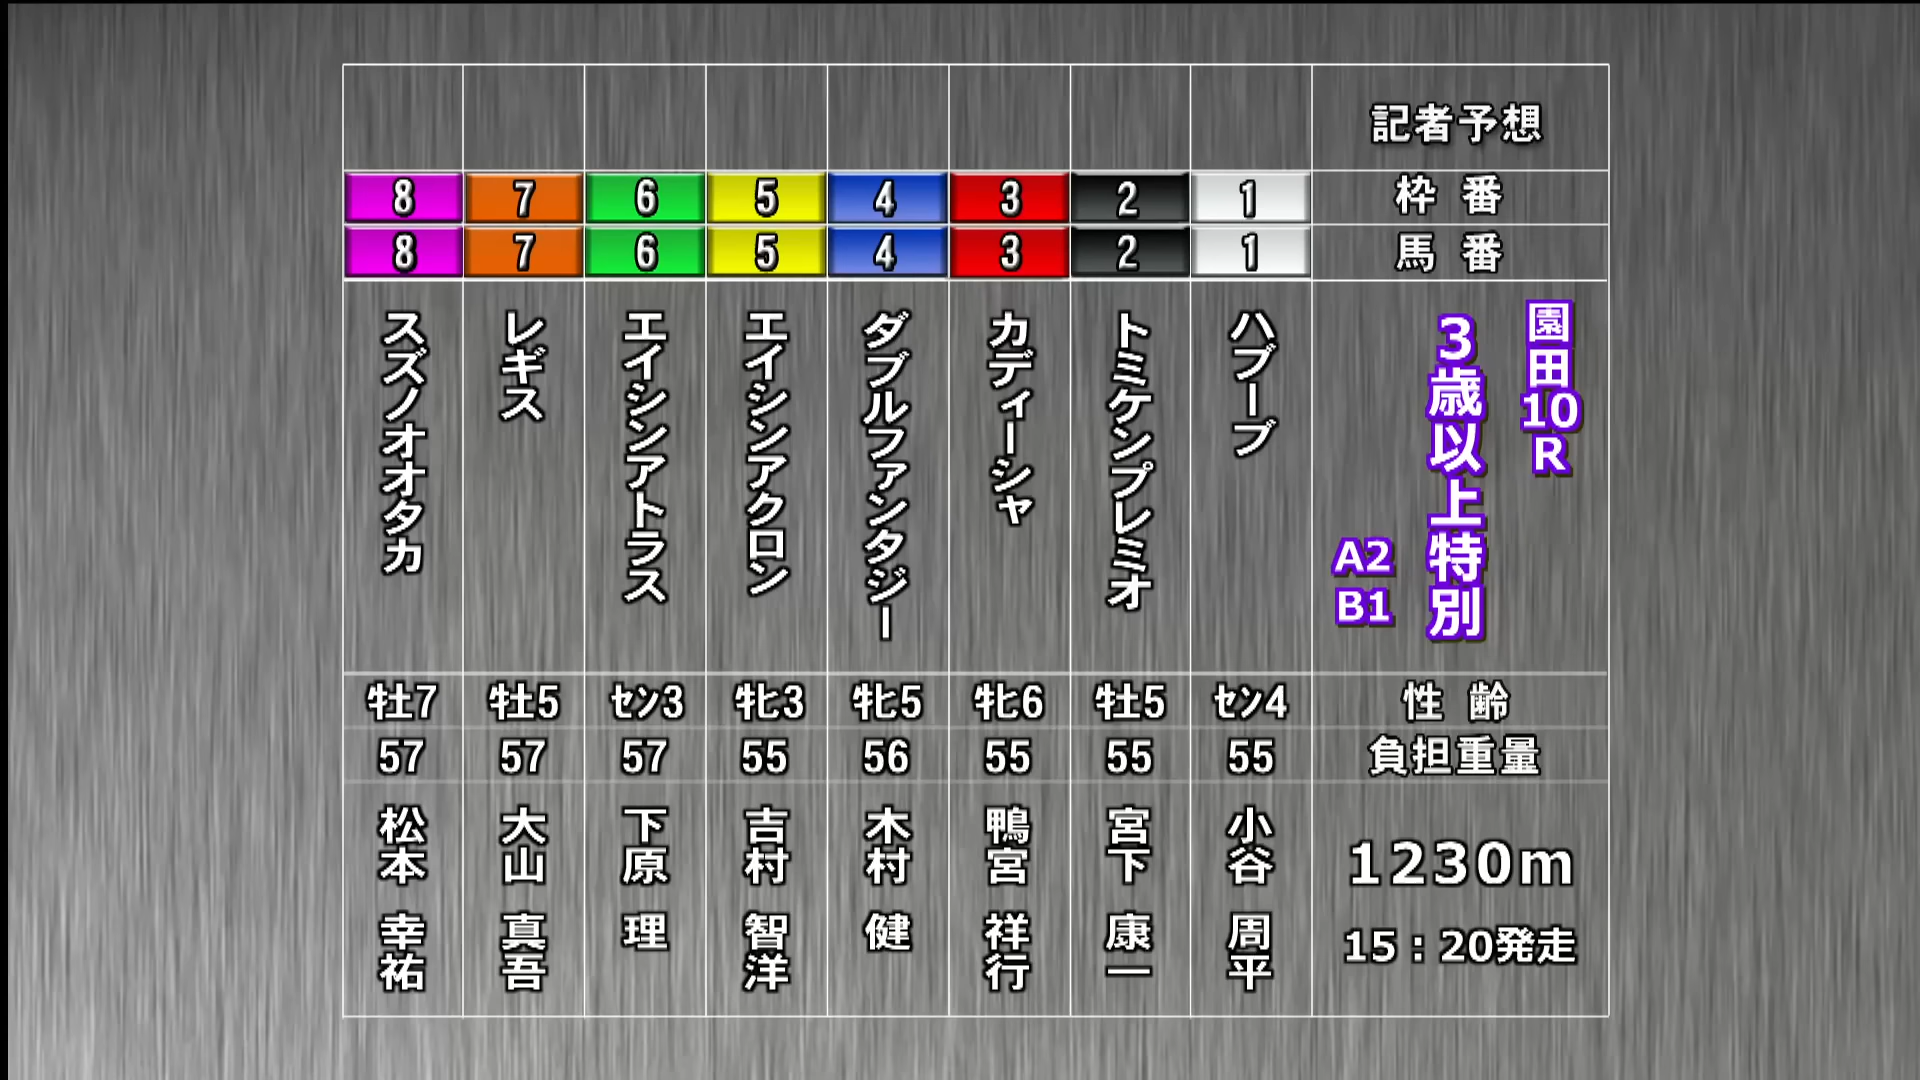 記者予想
枠番
8 7 6 5 4 3 2 1
馬番
8 7 6 5 4 3 2 1
園田10R
3歳以上特別
A2
B1
ハブーブ
トミケンプレミオ
カディーシャ
ダブルファンタジー
エイシンアクロン
エイシンアトラス
レギス
スズノオオタカ
性齢
牡7 牡5 セン3 牝3 牝5 牝6 牡5 セン4
負担重量
57 57 57 55 56 55 55 55
1230m
15：20発走
小谷 周平
宮下 康一
鴨宮 祥行
木村 健
吉村 智洋
下原 理
大山 真吾
松本 幸祐